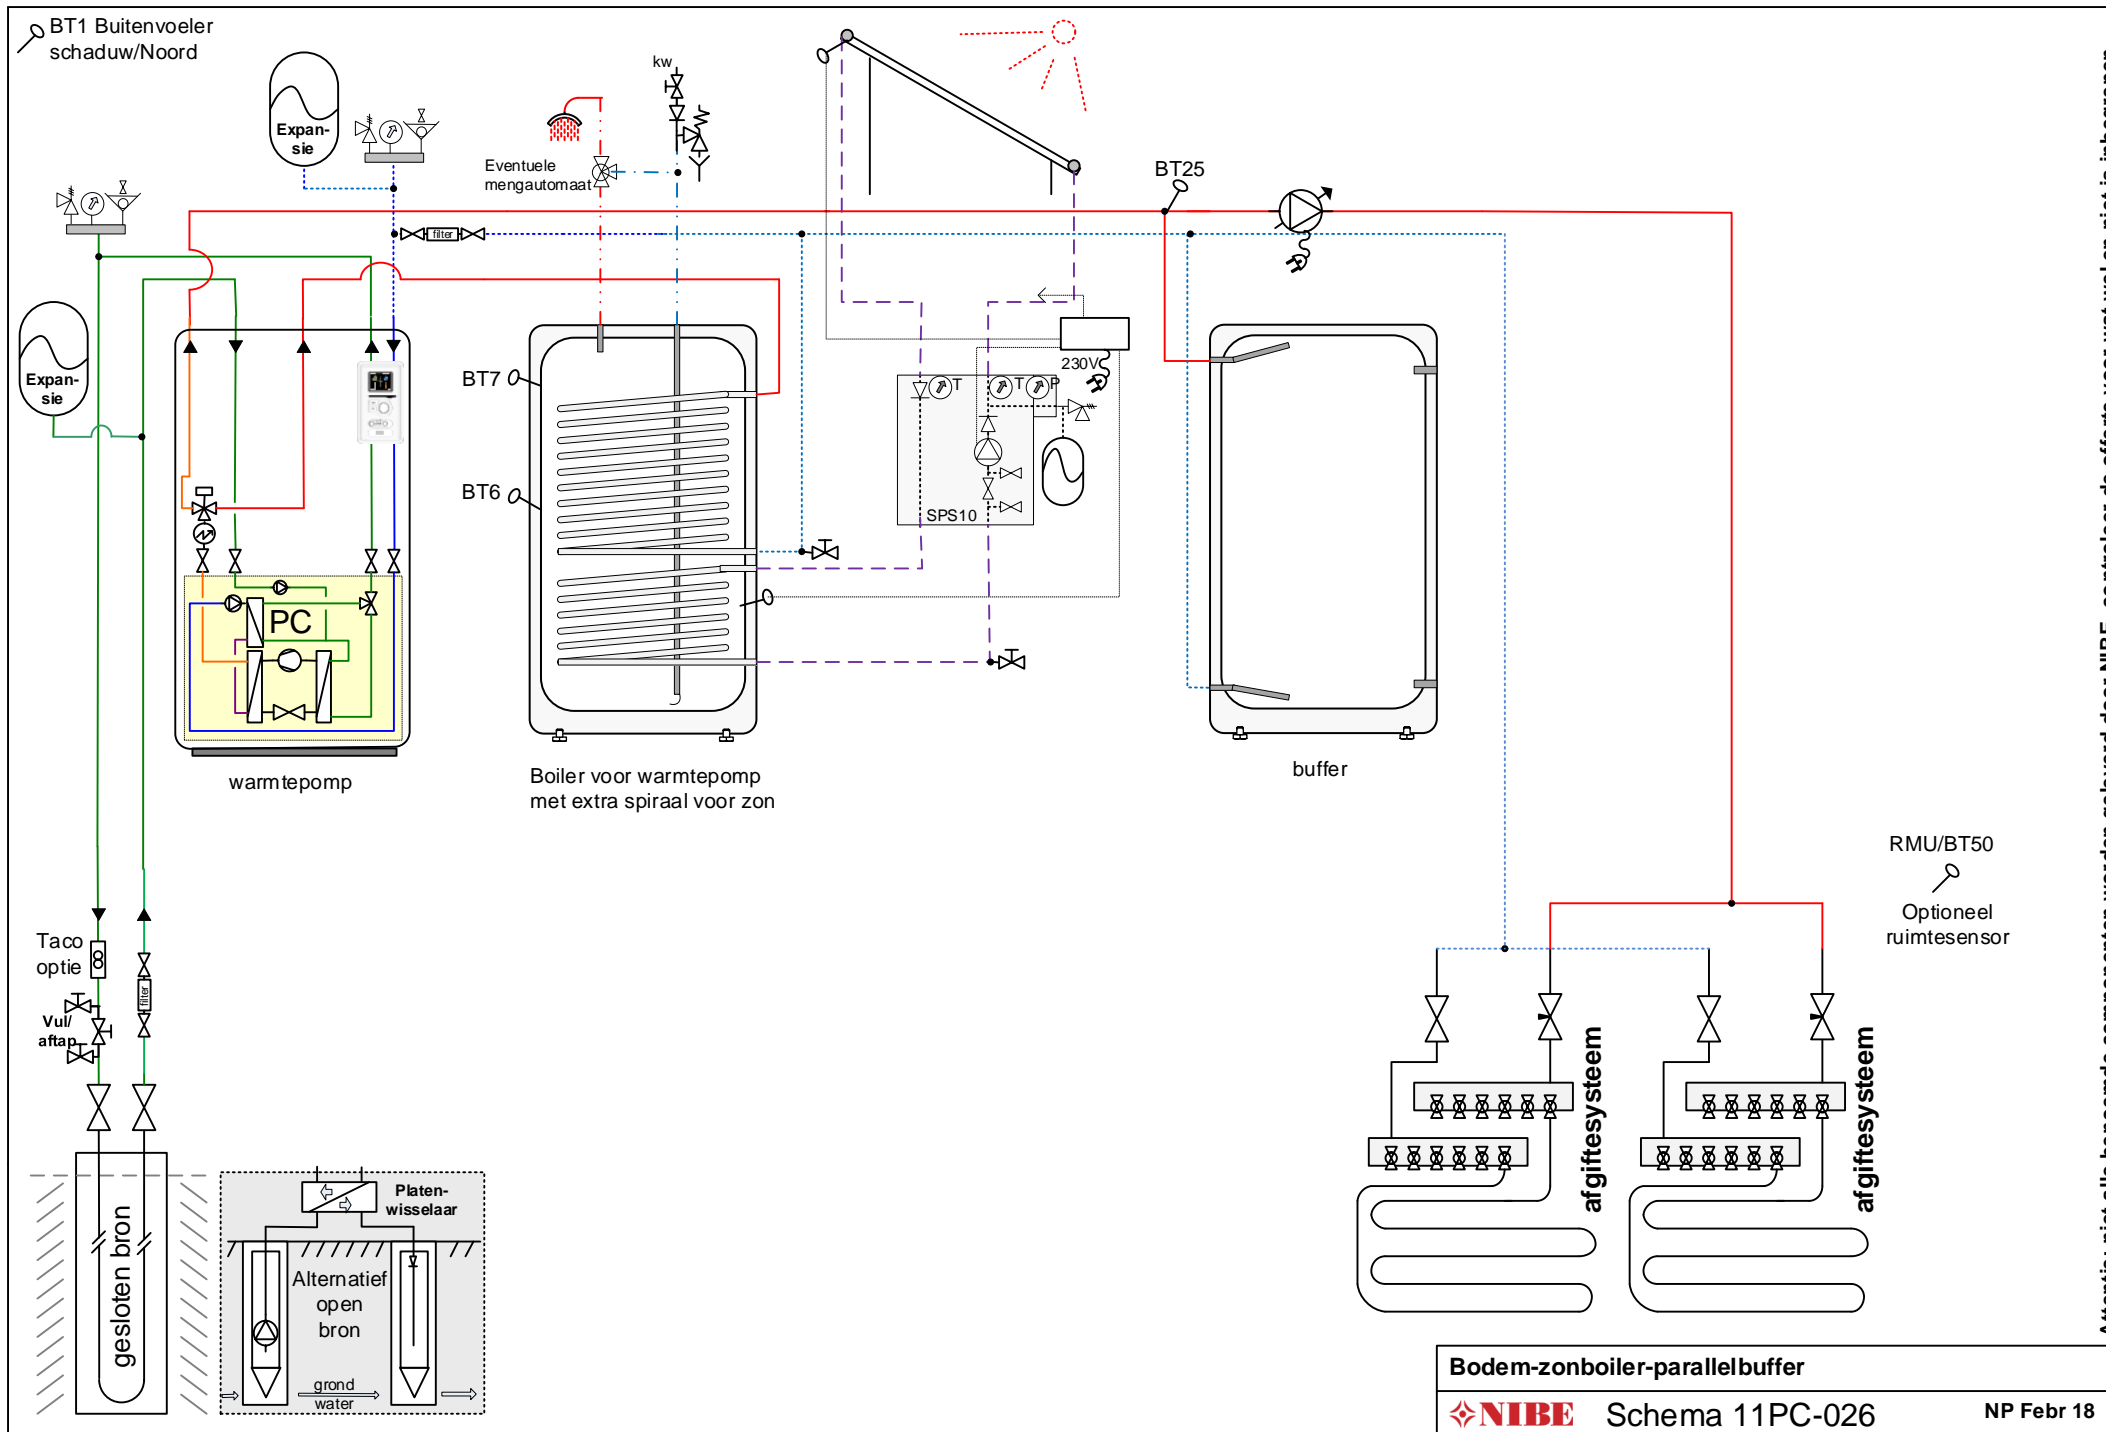 BT1 Buitenvoeler
schaduw/Noord
Expan-
sie
kw
Eventuele
mengautomaat
BT25
filter
Expan-
sie
230V
T
T
P
BT7
BT6
SPS10
PC
warmtepomp
Boiler voor warmtepomp
met extra spiraal voor zon
buffer
RMU/BT50
Optioneel
ruimtesensor
Taco
optie
filter
Vul/
aftap
afgiftesysteem
afgiftesysteem
gesloten bron
Platen-
wisselaar
Alternatief
open
bron
grond
water
Bodem-zonboiler-parallelbuffer
NIBE
Schema 11PC-026
NP Febr 18